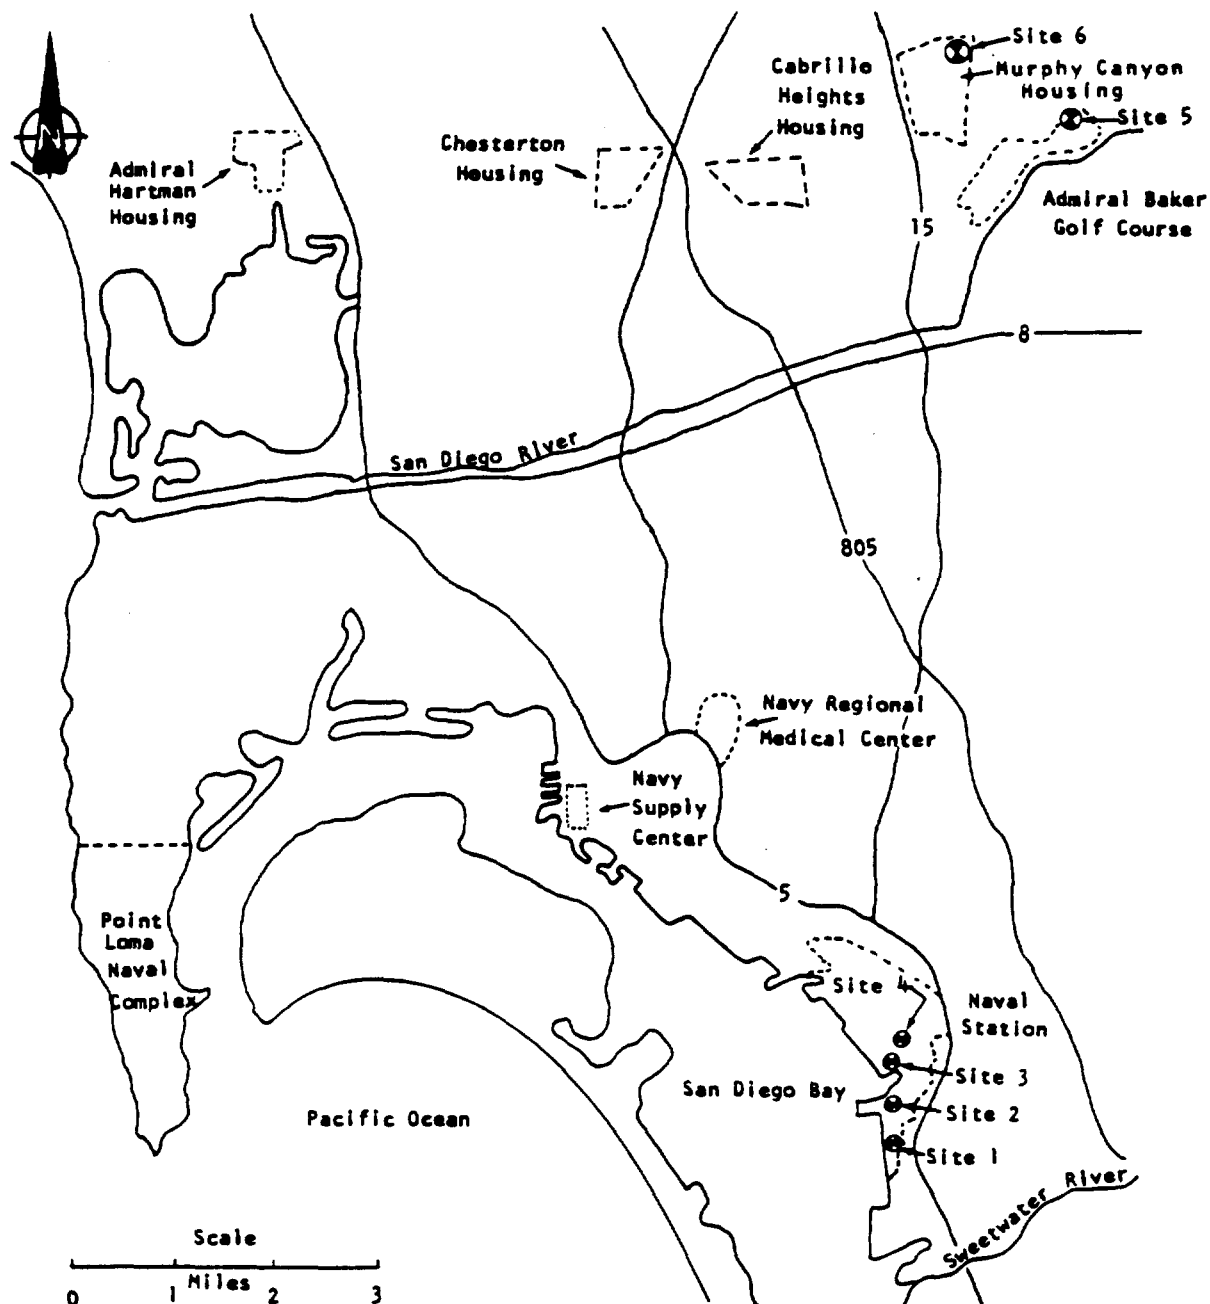 Site 6
Cabrillo
Heights
Housing
Murphy Canyon
Housing
Site 5
N
Chesterton
Housing
Admiral
Hartman
Housing
Admiral Baker
Golf Course
15
8
San Diego River
805
Navy Regional
Medical Center
Navy
Supply
Center
5
Point
Loma
Naval
Complex
Site 4
Naval
Station
Site 3
San Diego Bay
Site 2
Pacific Ocean
Site 1
Sweetwater River
Scale
Miles
0 1 2 3